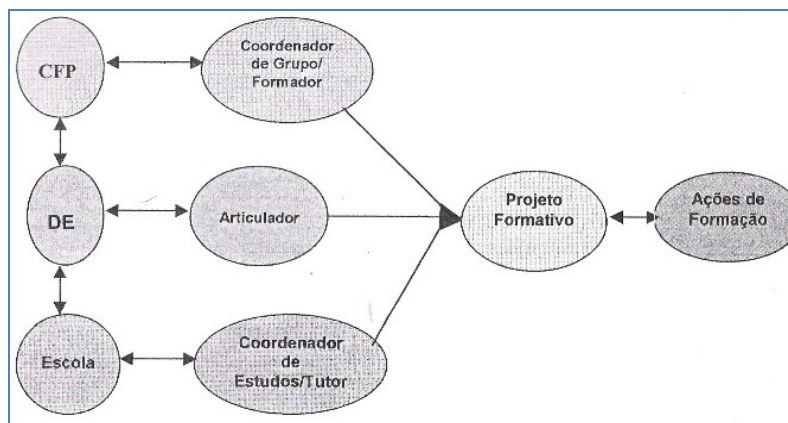 CFP
Coordenador
de Grupo/
Formador
DE
Articulador
Projeto
Formativo
Ações de
Formação
Escola
Coordenador
de
Estudos/Tutor